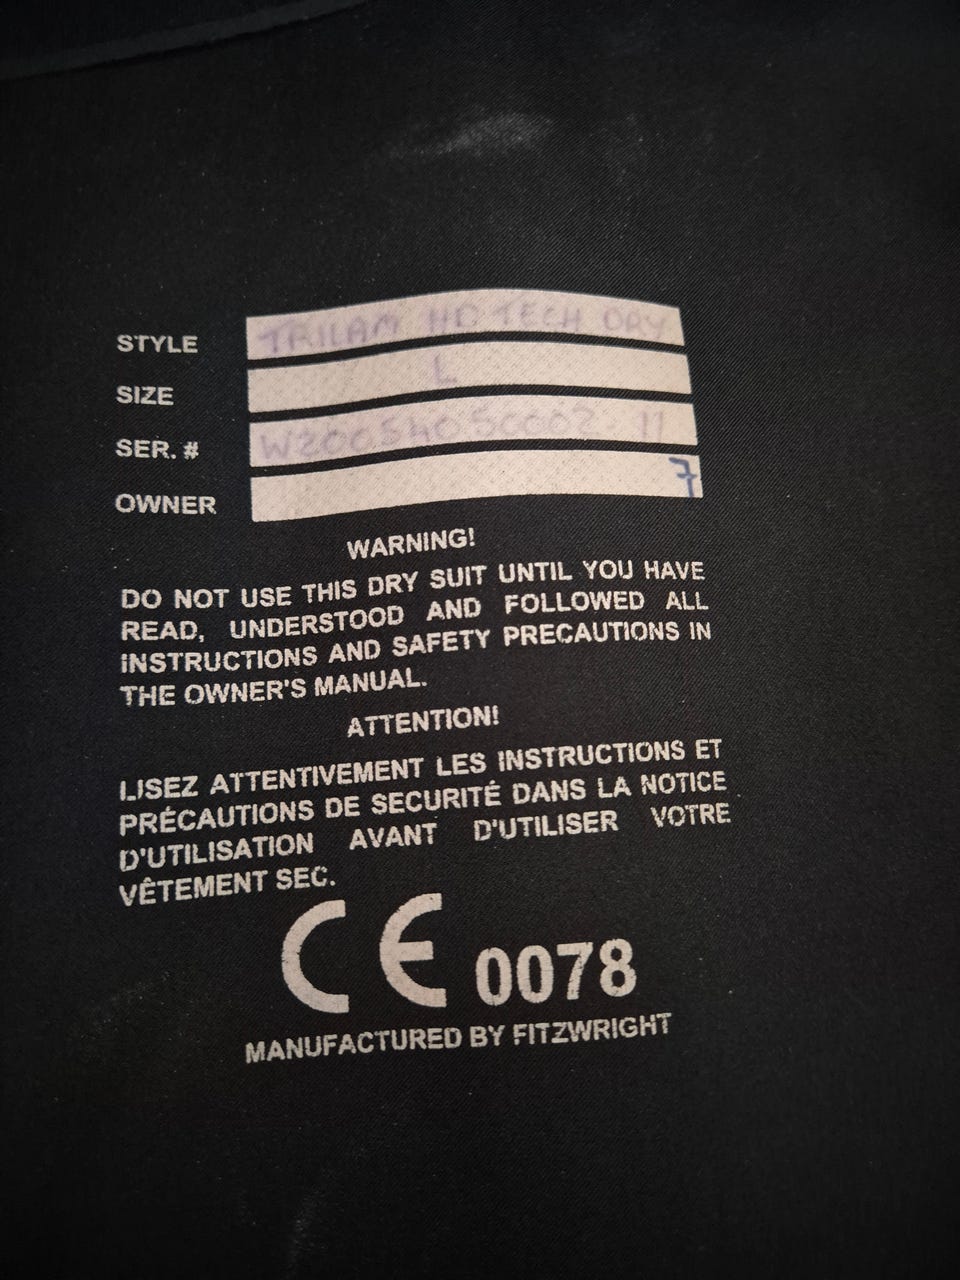 STYLE TRILAM HD TECH DRY
SIZE L
SER. # W200540 50002 11
OWNER 7
WARNING!
DO NOT USE THIS DRY SUIT UNTIL YOU HAVE
READ, UNDERSTOOD AND FOLLOWED ALL
INSTRUCTIONS AND SAFETY PRECAUTIONS IN
THE OWNER'S MANUAL.
ATTENTION!
LISEZ ATTENTIVEMENT LES INSTRUCTIONS ET
PRÉCAUTIONS DE SECURITÉ DANS LA NOTICE
D'UTILISATION AVANT D'UTILISER VOTRE
VÊTEMENT SEC.
CE 0078
MANUFACTURED BY FITZWRIGHT